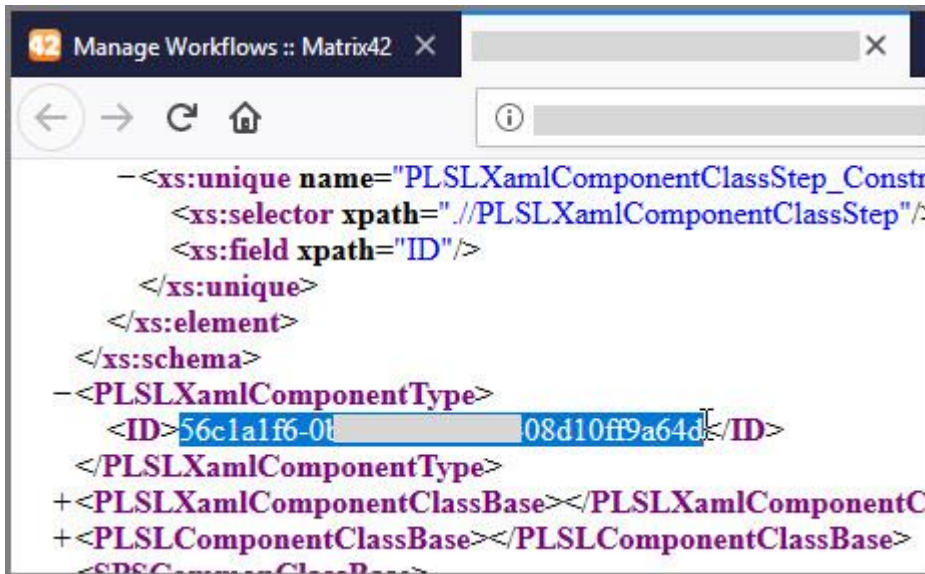 42 Manage Workflows :: Matrix42
−<xs:unique name="PLSLXamlComponentClassStep_Constr
<xs:selector xpath=".//PLSLXamlComponentClassStep"/>
<xs:field xpath="ID"/>
</xs:unique>
</xs:element>
</xs:schema>
−<PLSLXamlComponentType>
<ID>56c1a1f6-0b 08d10ff9a64d</ID>
</PLSLXamlComponentType>
+<PLSLXamlComponentClassBase></PLSLXamlComponentC
+<PLSLComponentClassBase></PLSLComponentClassBase>
<SPSCommonClassBase>